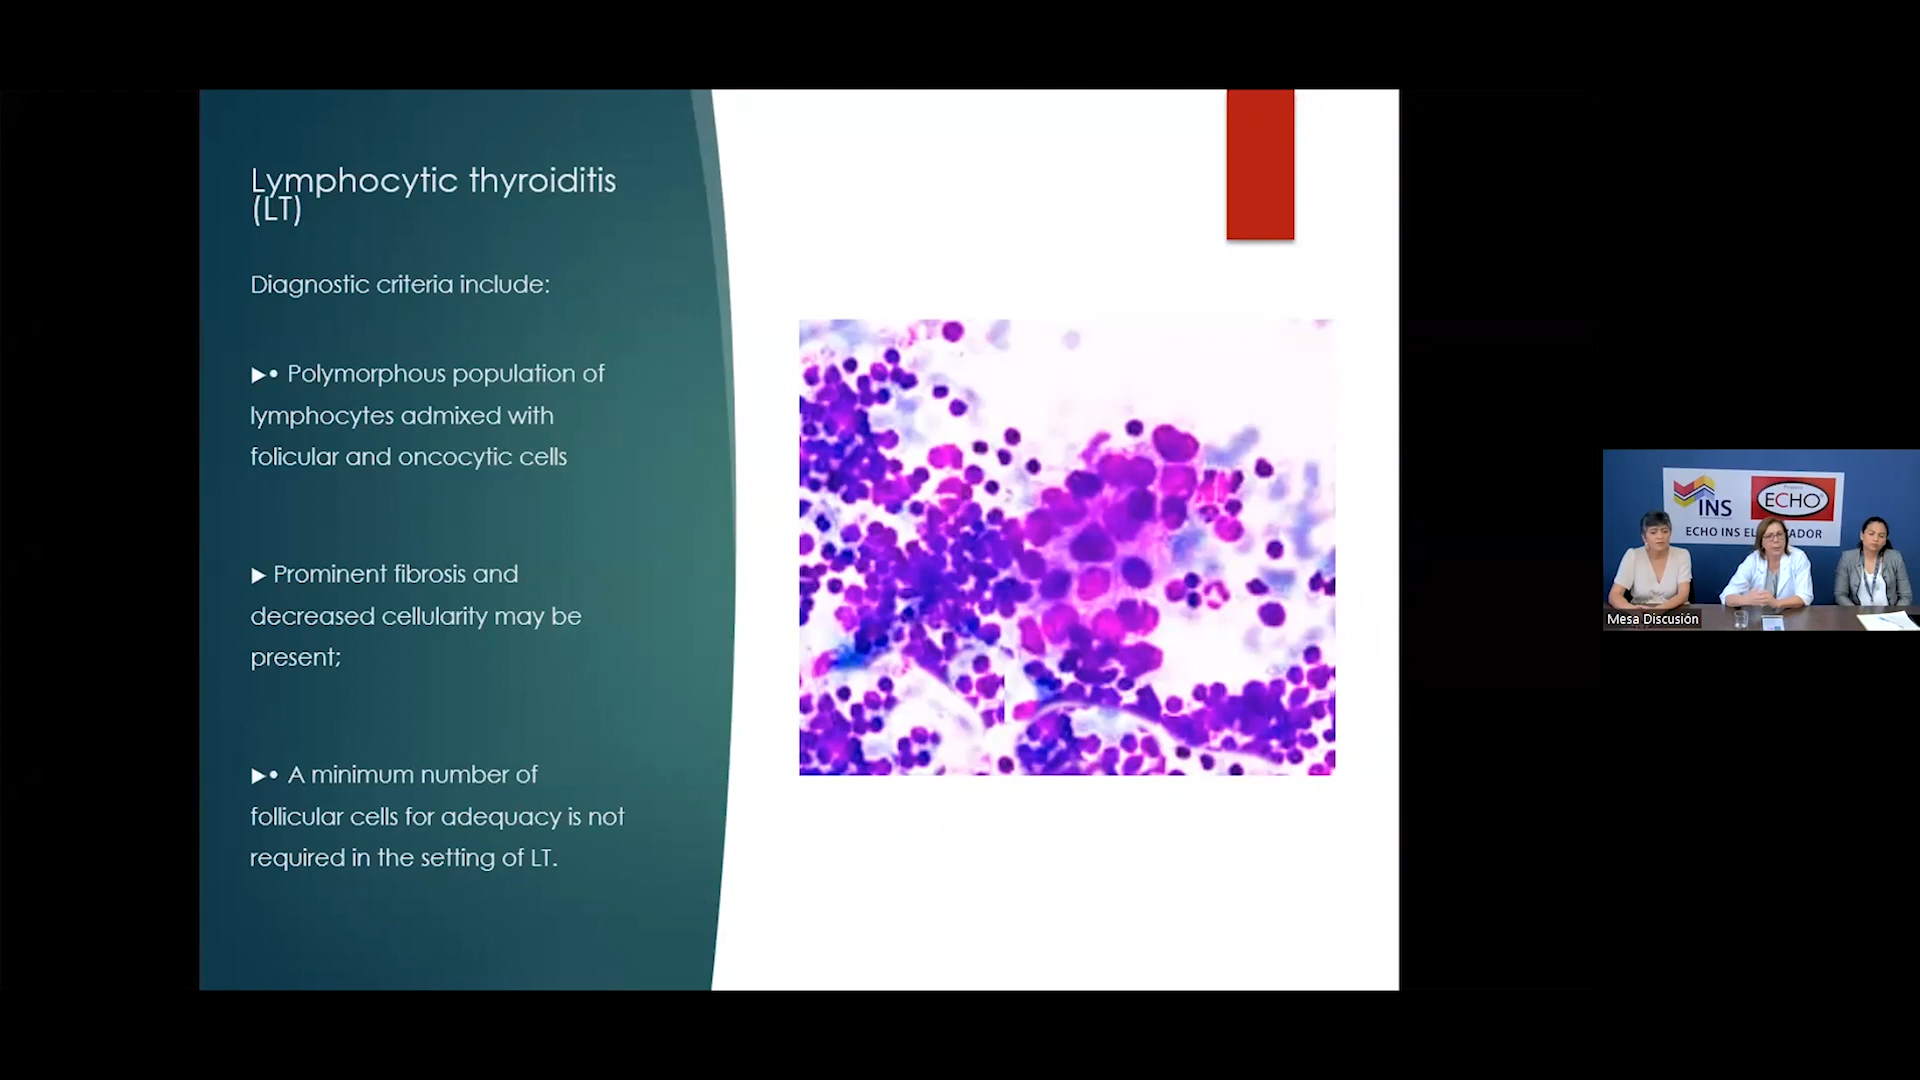 Lymphocytic thyroiditis
(LT)
Diagnostic criteria include:
▶• Polymorphous population of
lymphocytes admixed with
folicular and oncocytic cells
▶ Prominent fibrosis and
decreased cellularity may be
present;
▶• A minimum number of
follicular cells for adequacy is not
required in the setting of LT.
INS
ECHO
ECHO INS EL
ADOR
Mesa Discusión